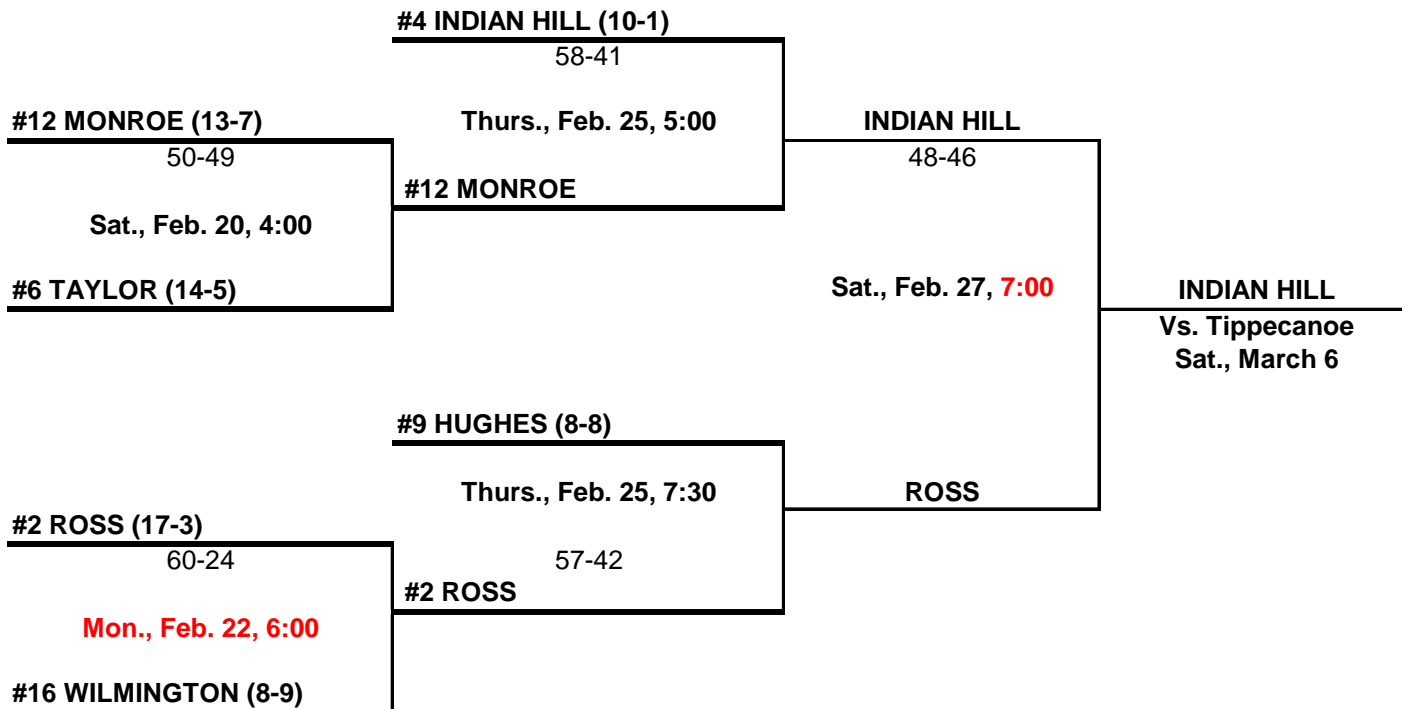 #4 INDIAN HILL (10-1)
58-41
#12 MONROE (13-7)
Thurs., Feb. 25, 5:00
INDIAN HILL
50-49
48-46
#12 MONROE
Sat., Feb. 20, 4:00
#6 TAYLOR (14-5)
Sat., Feb. 27, 7:00
INDIAN HILL
Vs. Tippecanoe
Sat., March 6
#9 HUGHES (8-8)
Thurs., Feb. 25, 7:30
ROSS
#2 ROSS (17-3)
60-24
57-42
#2 ROSS
Mon., Feb. 22, 6:00
#16 WILMINGTON (8-9)